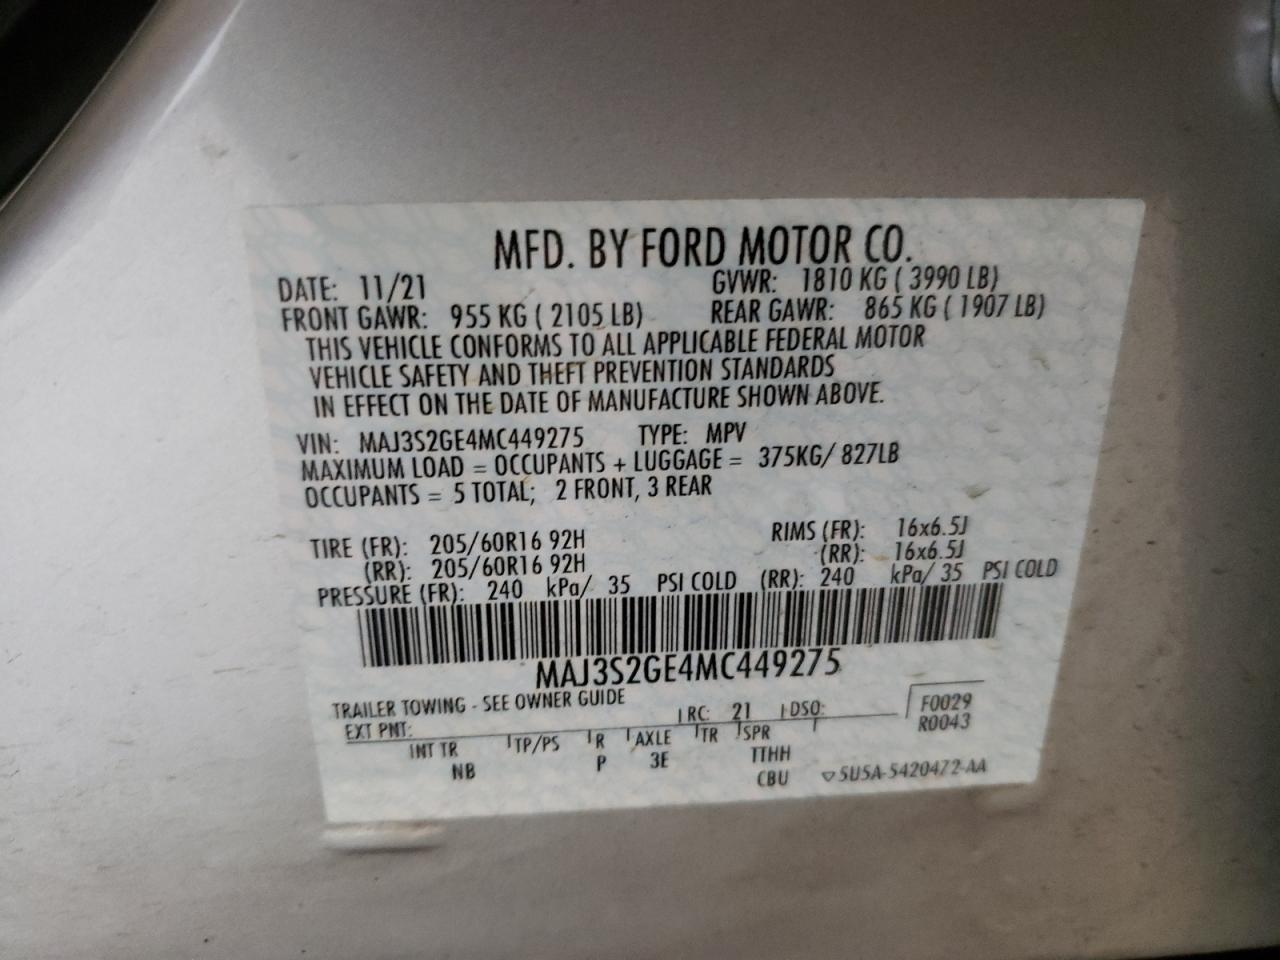 MFD. BY FORD MOTOR CO.
DATE: 11/21 GVWR: 1810 KG ( 3990 LB)
FRONT GAWR: 955 KG ( 2105 LB) REAR GAWR: 865 KG ( 1907 LB)
THIS VEHICLE CONFORMS TO ALL APPLICABLE FEDERAL MOTOR
VEHICLE SAFETY AND THEFT PREVENTION STANDARDS
IN EFFECT ON THE DATE OF MANUFACTURE SHOWN ABOVE.
VIN: MAJ3S2GE4MC449275 TYPE: MPV
MAXIMUM LOAD = OCCUPANTS + LUGGAGE = 375KG/ 827LB
OCCUPANTS = 5 TOTAL; 2 FRONT, 3 REAR
TIRE (FR): 205/60R16 92H RIMS (FR): 16x6.5J
(RR): 205/60R16 92H (RR): 16x6.5J
PRESSURE (FR): 240 kPa/ 35 PSI COLD (RR): 240 kPa/ 35 PSI COLD
MAJ3S2GE4MC449275
TRAILER TOWING - SEE OWNER GUIDE
EXT PNT: RC: 21 DSO: F0029
R0043
INT TR TP/PS R AXLE TR SPR
NB P 3E TTHH
CBU ▽5U5A-5420472-AA